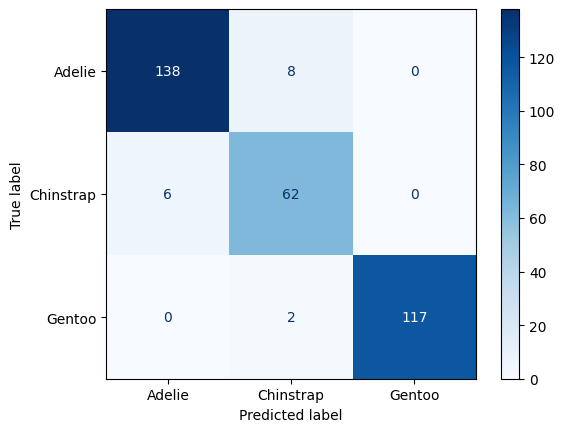 Adelie 138 8 0
Chinstrap 6 62 0
Gentoo 0 2 117
Adelie Chinstrap Gentoo
Predicted label
True label
120
100
80
60
40
20
0